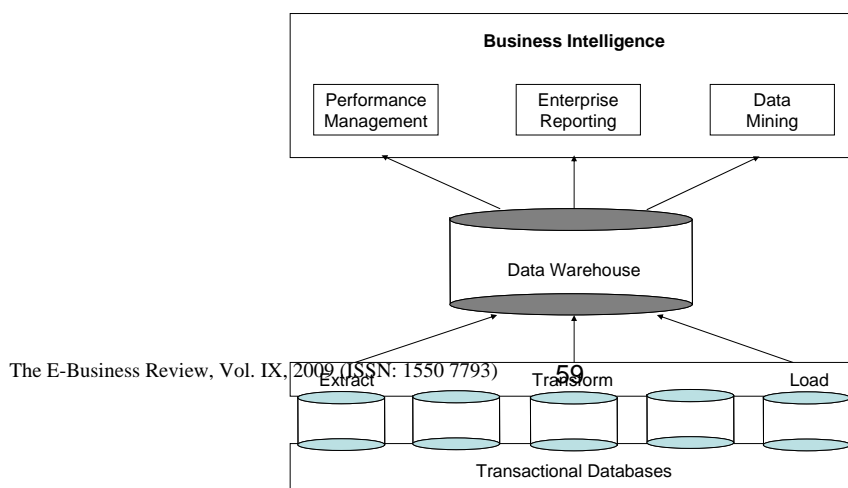 Business Intelligence
Performance Management
Enterprise Reporting
Data Mining
Data Warehouse
The E-Business Review, Vol. IX, 2009 (ISSN: 1550 7793)
59
Extract Transform Load
Transactional Databases